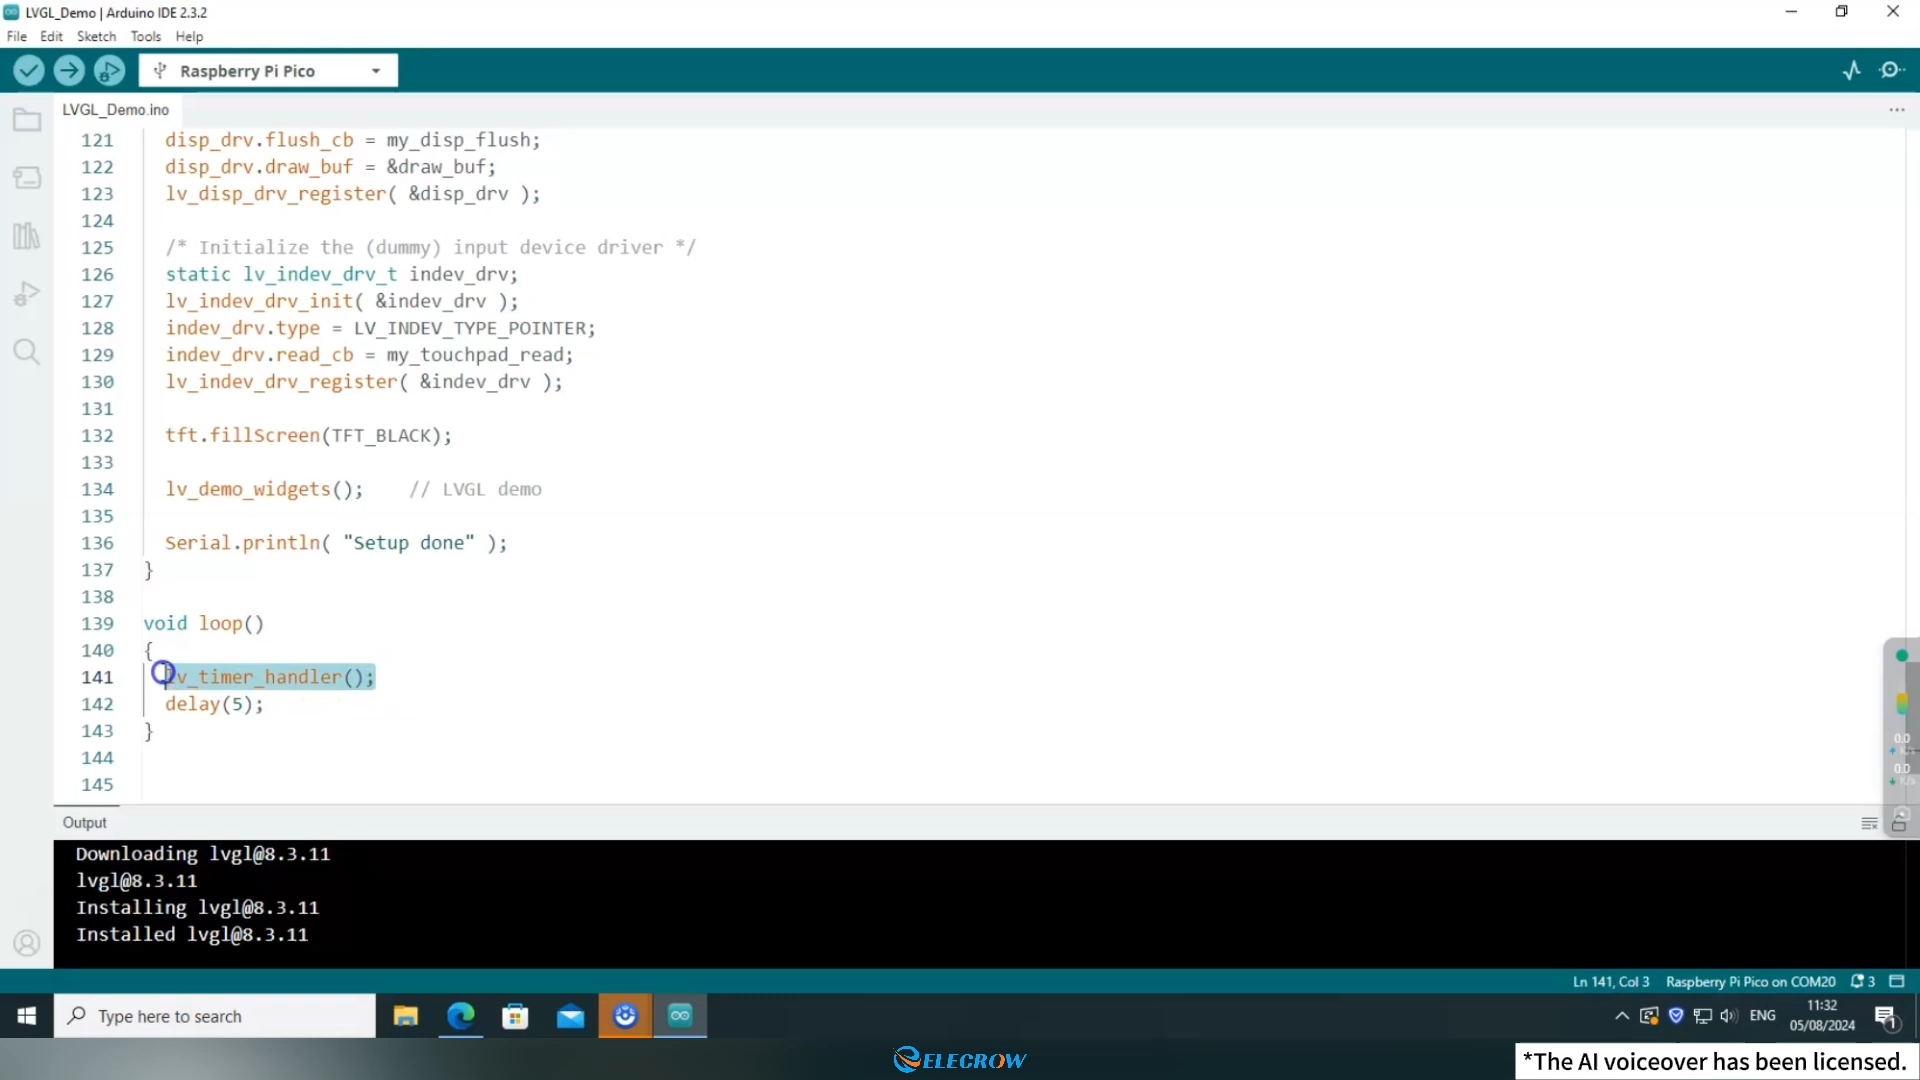 LVGL_Demo | Arduino IDE 2.3.2
File Edit Sketch Tools Help
Raspberry Pi Pico
LVGL_Demo.ino
121 disp_drv.flush_cb = my_disp_flush;
122 disp_drv.draw_buf = &draw_buf;
123 lv_disp_drv_register( &disp_drv );
124
125 /* Initialize the (dummy) input device driver */
126 static lv_indev_drv_t indev_drv;
127 lv_indev_drv_init( &indev_drv );
128 indev_drv.type = LV_INDEV_TYPE_POINTER;
129 indev_drv.read_cb = my_touchpad_read;
130 lv_indev_drv_register( &indev_drv );
131
132 tft.fillScreen(TFT_BLACK);
133
134 lv_demo_widgets(); // LVGL demo
135
136 Serial.println( "Setup done" );
137 }
138
139 void loop()
140 {
141 lv_timer_handler();
142 delay(5);
143 }
144
145
0.0
0.0
Output
Downloading lvgl@8.3.11
lvgl@8.3.11
Installing lvgl@8.3.11
Installed lvgl@8.3.11
Ln 141, Col 3 Raspberry Pi Pico on COM20 3
Type here to search
ENG
11:32
05/08/2024
1
ELECROW
*The AI voiceover has been licensed.